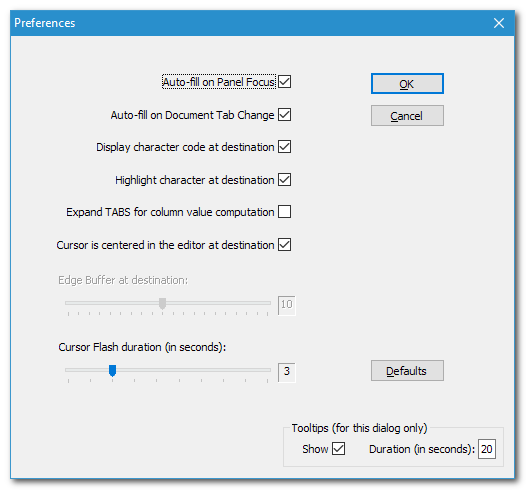 Preferences
Auto-fill on Panel Focus
OK
Auto-fill on Document Tab Change
Cancel
Display character code at destination
Highlight character at destination
Expand TABS for column value computation
Cursor is centered in the editor at destination
Edge Buffer at destination:
10
Cursor Flash duration (in seconds):
3
Defaults
Tooltips (for this dialog only)
Show Duration (in seconds): 20